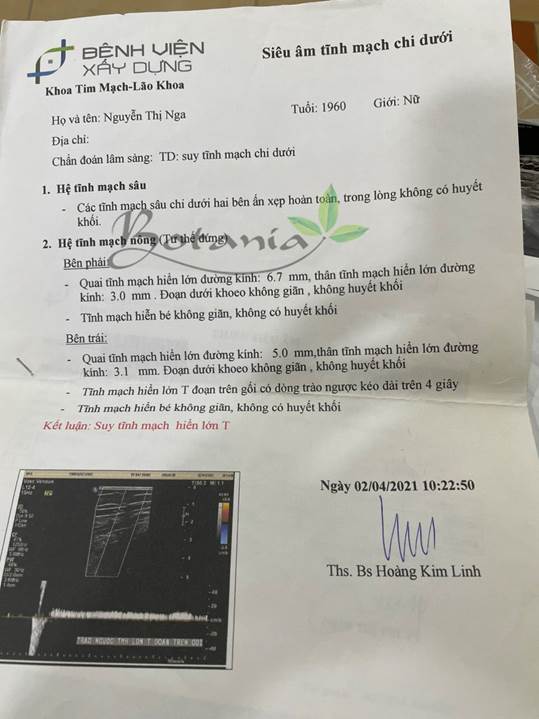 BỆNH VIỆN
XÂY DỰNG
Siêu âm tĩnh mạch chi dưới
Khoa Tim Mạch-Lão Khoa
Họ và tên: Nguyễn Thị Nga
Tuổi: 1960
Giới: Nữ
Địa chỉ:
Chẩn đoán lâm sàng: TD: suy tĩnh mạch chi dưới
1. Hệ tĩnh mạch sâu
- Các tĩnh mạch sâu chi dưới hai bên ấn xẹp hoàn toàn, trong lòng không có huyết
khối.
Botania
2. Hệ tĩnh mạch nông (Tư thế đứng)
Bên phải:
- Quai tĩnh mạch hiển lớn đường kính: 6.7 mm, thân tĩnh mạch hiển lớn đường
kính: 3.0 mm . Đoạn dưới khoeo không giãn , không huyết khối
- Tĩnh mạch hiển bé không giãn, không có huyết khối
Bên trái:
- Quai tĩnh mạch hiển lớn đường kính: 5.0 mm,thân tĩnh mạch hiển lớn đường
kính: 3.1 mm. Đoạn dưới khoeo không giãn , không huyết khối
- Tĩnh mạch hiển lớn T đoạn trên gối có dòng trào ngược kéo dài trên 4 giây
- Tĩnh mạch hiển bé không giãn, không có huyết khối
Kết luận: Suy tĩnh mạch hiển lớn T
L12-4
TRAO NGUOC TMH LON T DOAN TREN GOI
Ngày 02/04/2021 10:22:50
Ths. Bs Hoàng Kim Linh